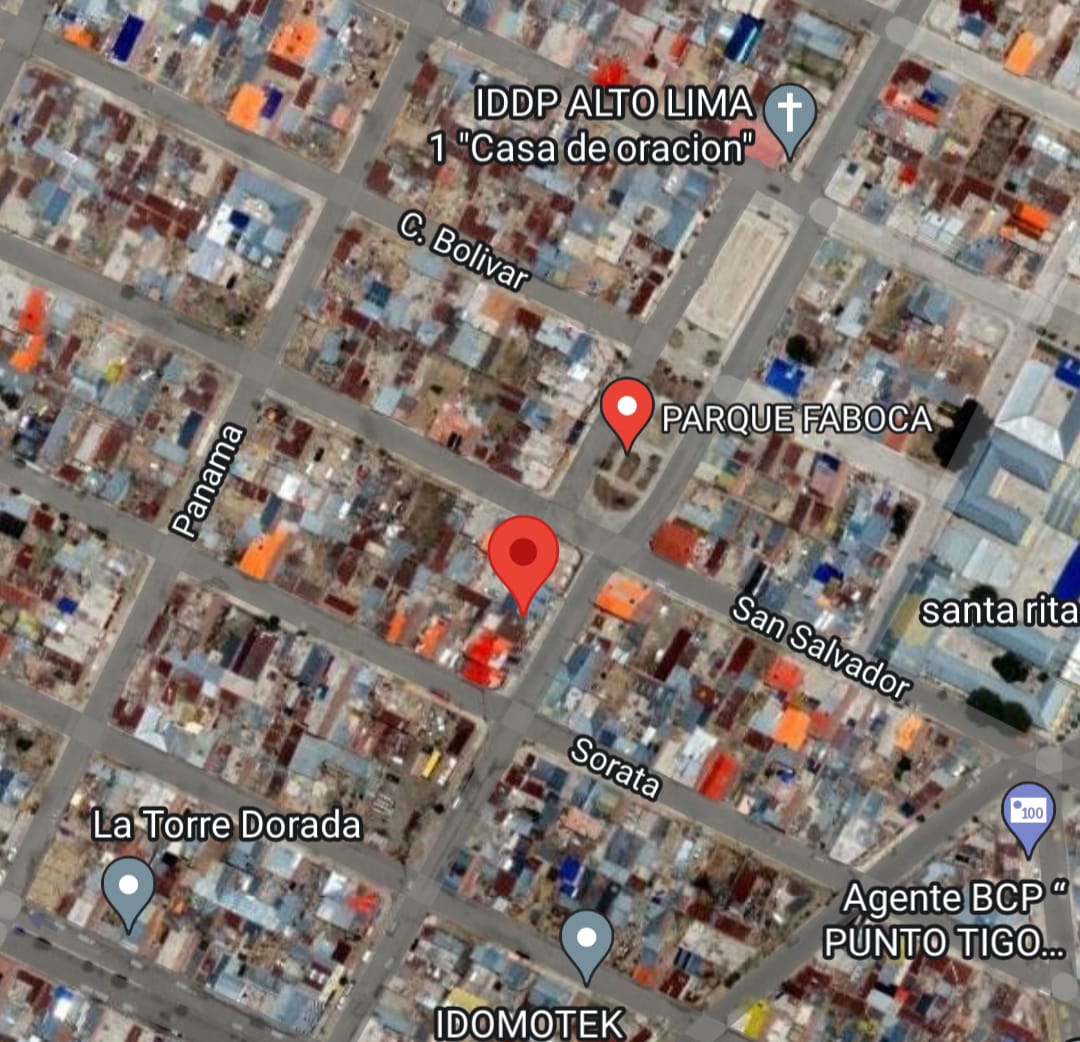 IDDP ALTO LIMA
1 "Casa de oracion"
C. Bolivar
PARQUE FABOCA
Panama
santa rita
San Salvador
Sorata
La Torre Dorada
100
Agente BCP “
PUNTO TIGO...
IDOMOTEK